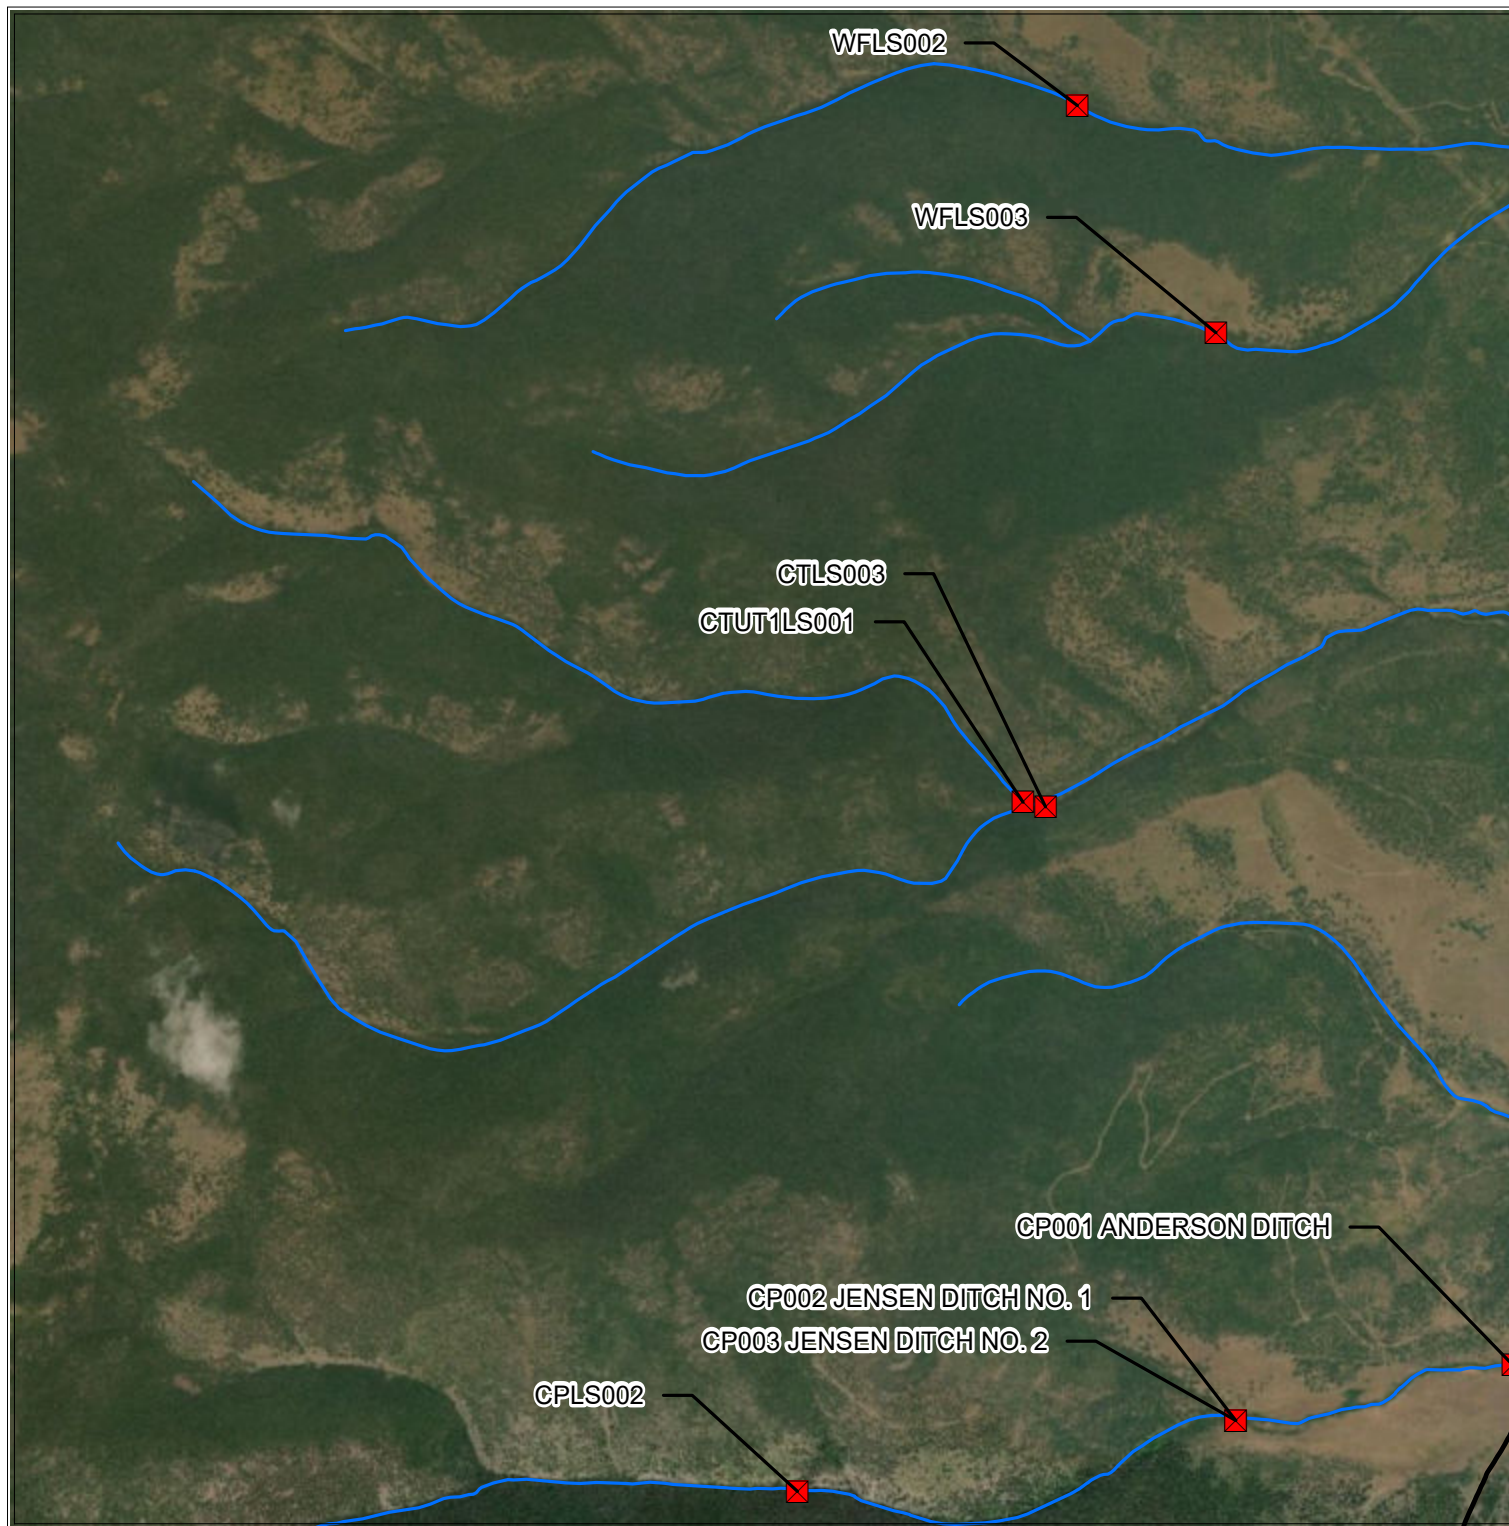 WFLS002
WFLS003
CTLS003
CTUT1LS001
CP001 ANDERSON DITCH
CP002 JENSEN DITCH NO. 1
CP003 JENSEN DITCH NO. 2
CPLS002